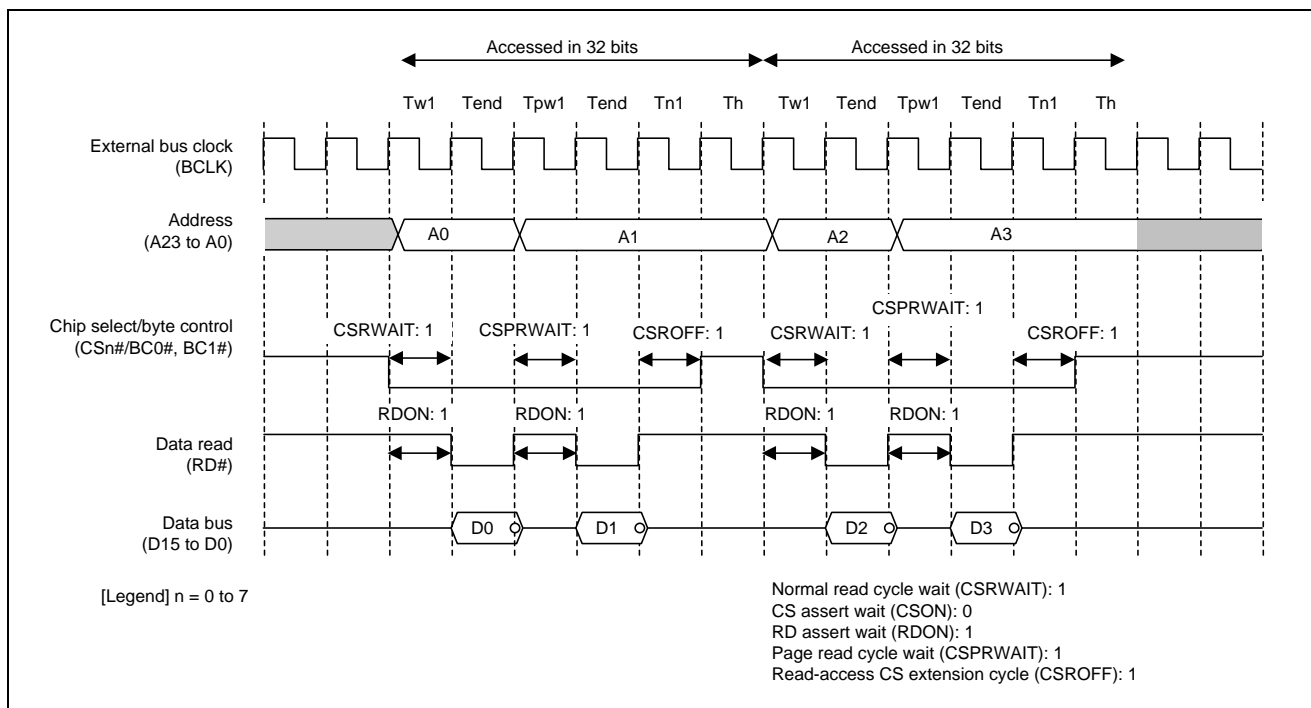 Accessed in 32 bits Accessed in 32 bits
Tw1 Tend Tpw1 Tend Tn1 Th Tw1 Tend Tpw1 Tend Tn1 Th
External bus clock
(BCLK)
Address
(A23 to A0)
A0 A1 A2 A3
Chip select/byte control
(CSn#/BC0#, BC1#)
CSRWAIT: 1 CSPRWAIT: 1 CSROFF: 1 CSRWAIT: 1 CSPRWAIT: 1 CSROFF: 1
RDON: 1 RDON: 1 RDON: 1 RDON: 1
Data read
(RD#)
Data bus
(D15 to D0)
D0 D1 D2 D3
[Legend] n = 0 to 7
Normal read cycle wait (CSRWAIT): 1
CS assert wait (CSON): 0
RD assert wait (RDON): 1
Page read cycle wait (CSPRWAIT): 1
Read-access CS extension cycle (CSROFF): 1